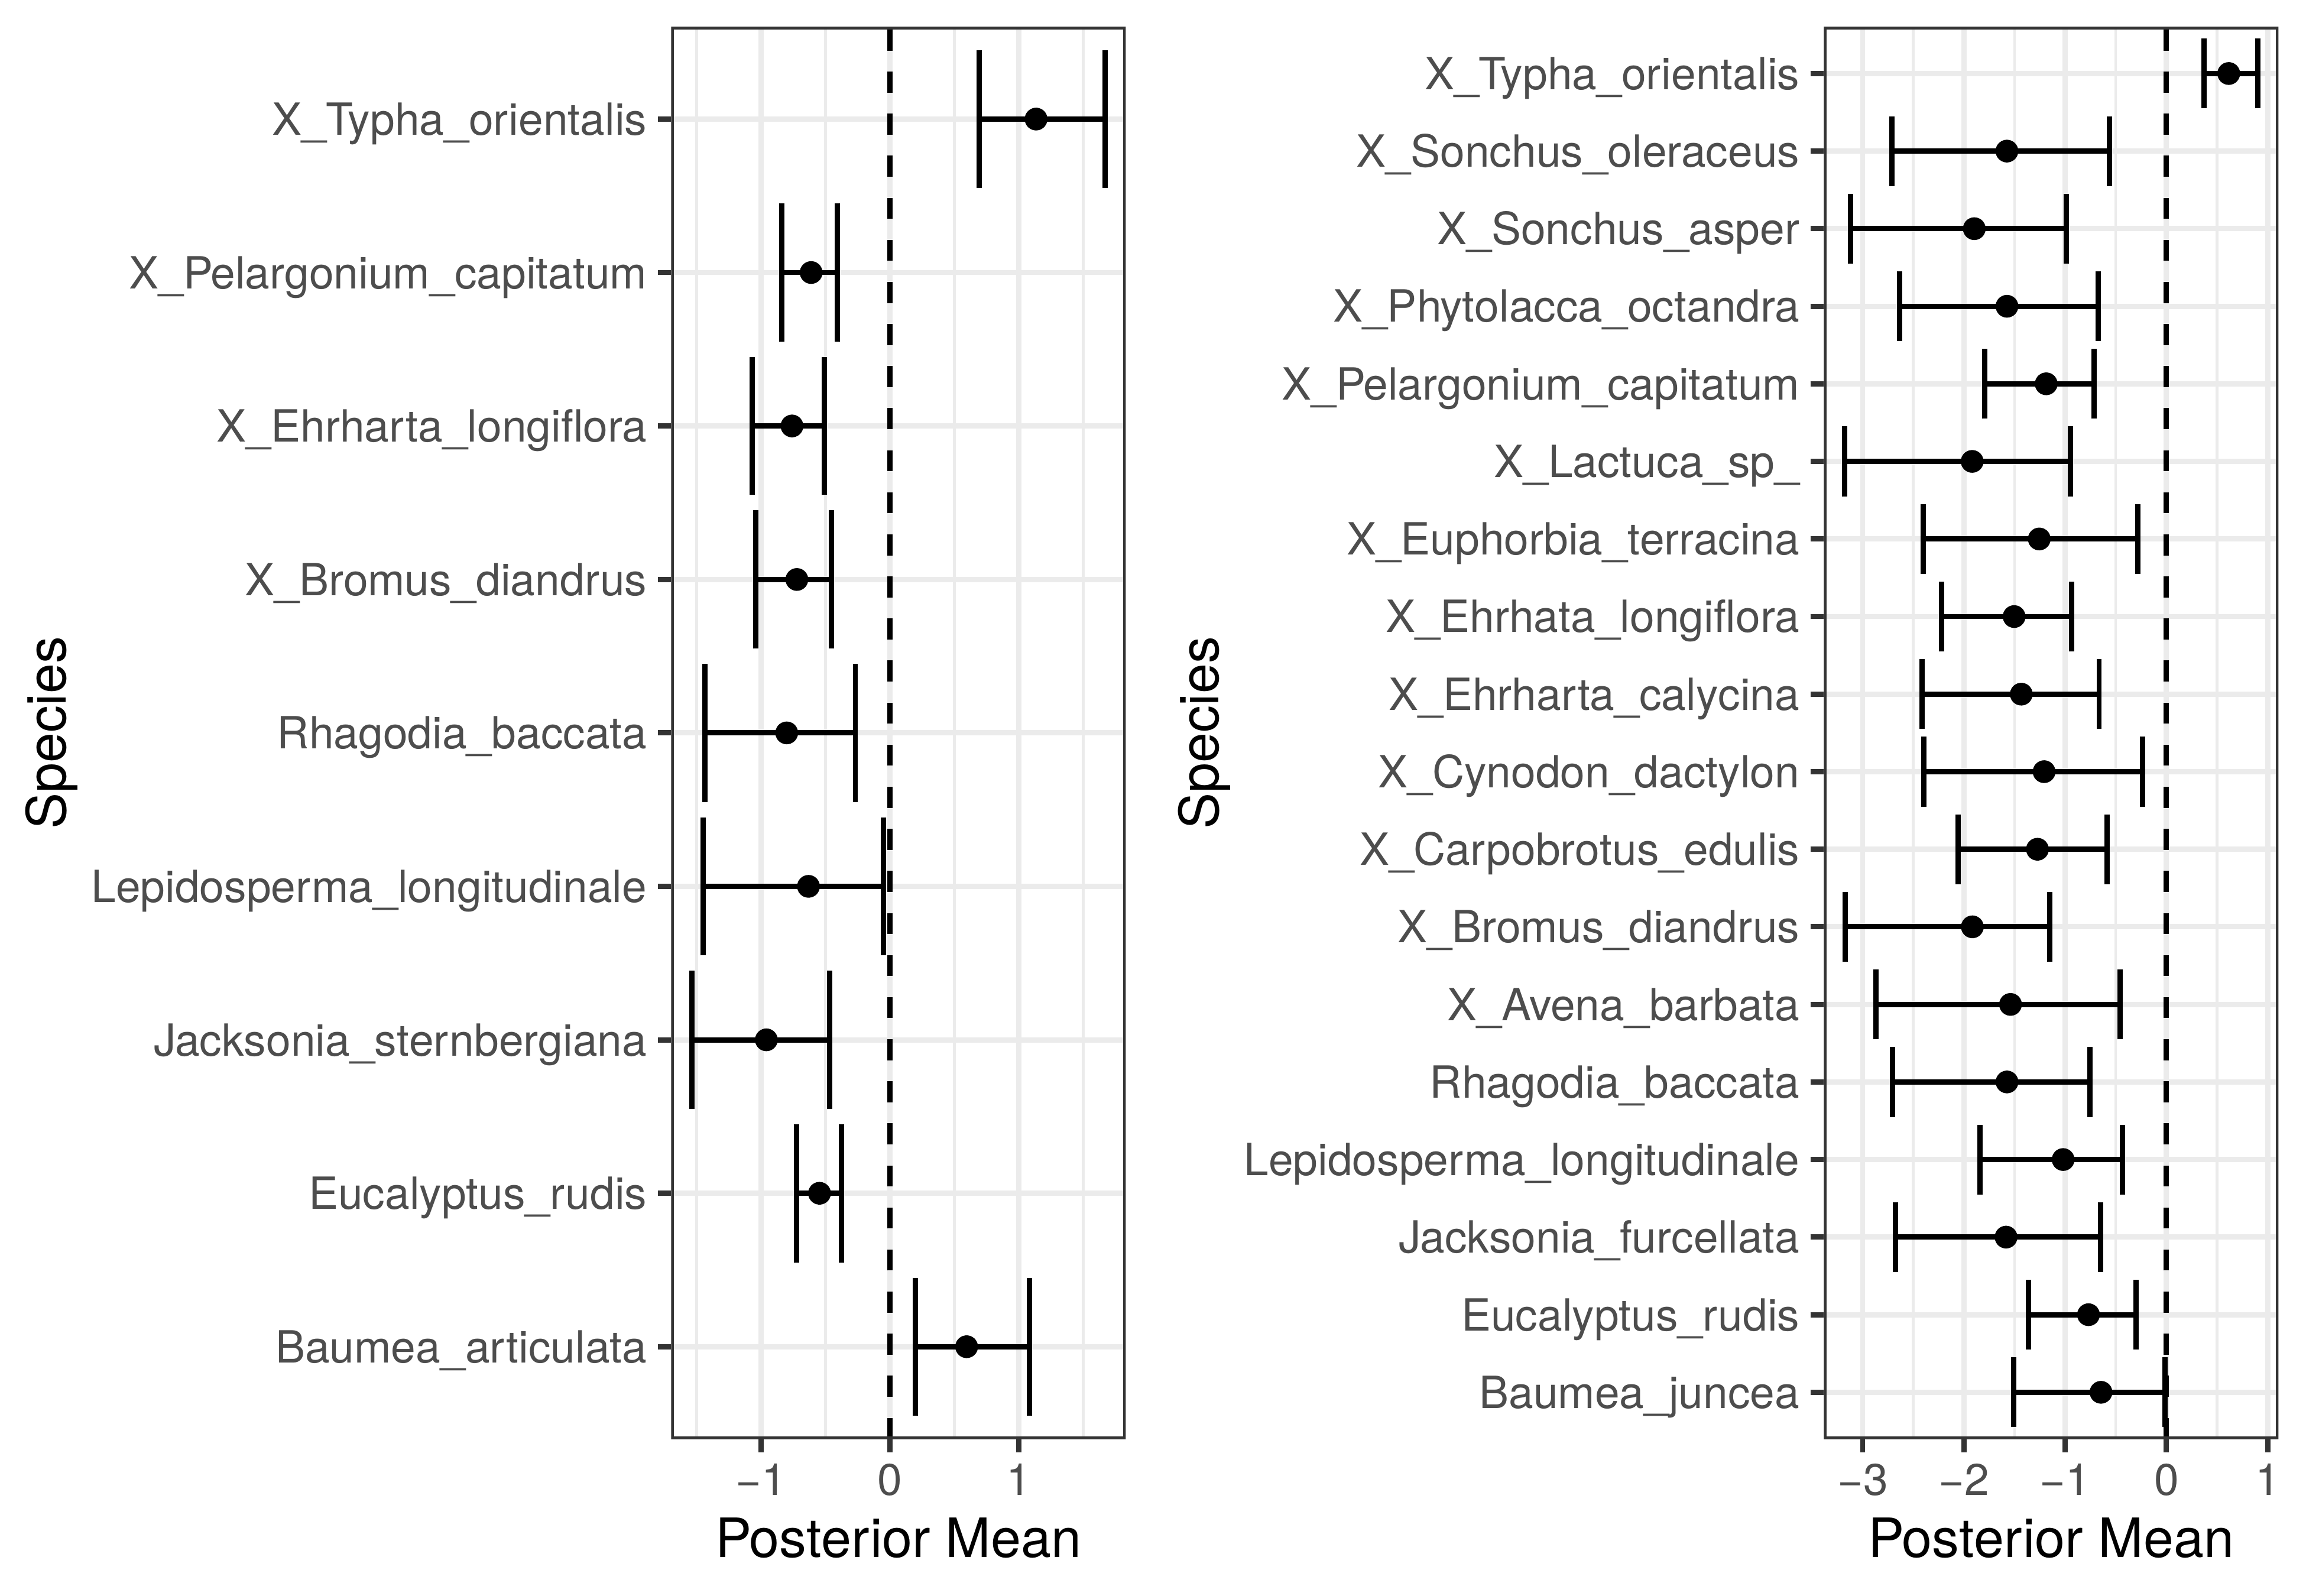 Species
X_Typha_orientalis
X_Pelargonium_capitatum
X_Ehrharta_longiflora
X_Bromus_diandrus
Rhagodia_baccata
Lepidosperma_longitudinale
Jacksonia_sternbergiana
Eucalyptus_rudis
Baumea_articulata
−1 0 1
Posterior Mean
Species
X_Typha_orientalis
X_Sonchus_oleraceus
X_Sonchus_asper
X_Phytolacca_octandra
X_Pelargonium_capitatum
X_Lactuca_sp_
X_Euphorbia_terracina
X_Ehrhata_longiflora
X_Ehrharta_calycina
X_Cynodon_dactylon
X_Carpobrotus_edulis
X_Bromus_diandrus
X_Avena_barbata
Rhagodia_baccata
Lepidosperma_longitudinale
Jacksonia_furcellata
Eucalyptus_rudis
Baumea_juncea
−3 −2 −1 0 1
Posterior Mean